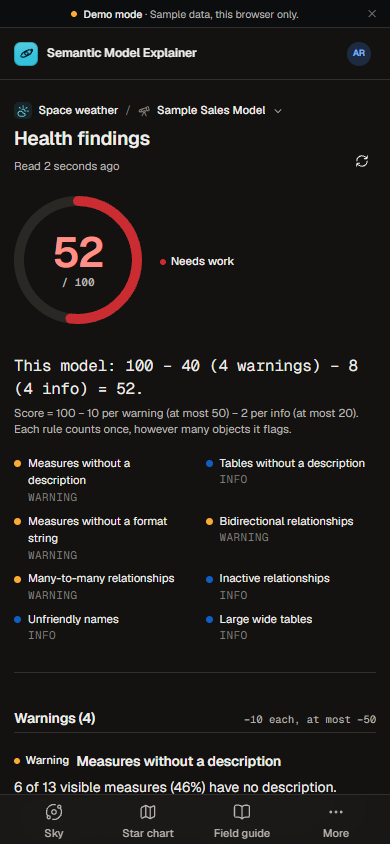 Demo mode · Sample data, this browser only.
Semantic Model Explainer
AR
Space weather / Sample Sales Model
Health findings
Read 2 seconds ago
52
/ 100
Needs work
This model: 100 − 40 (4 warnings) − 8
(4 info) = 52.
Score = 100 − 10 per warning (at most 50) − 2 per info (at most 20).
Each rule counts once, however many objects it flags.
Measures without a
description
WARNING
Tables without a description
INFO
Measures without a format
string
WARNING
Bidirectional relationships
WARNING
Many-to-many relationships
WARNING
Inactive relationships
INFO
Unfriendly names
INFO
Large wide tables
INFO
Warnings (4)
−10 each, at most −50
Warning Measures without a description
6 of 13 visible measures (46%) have no description.
Sky
Star chart
Field guide
More